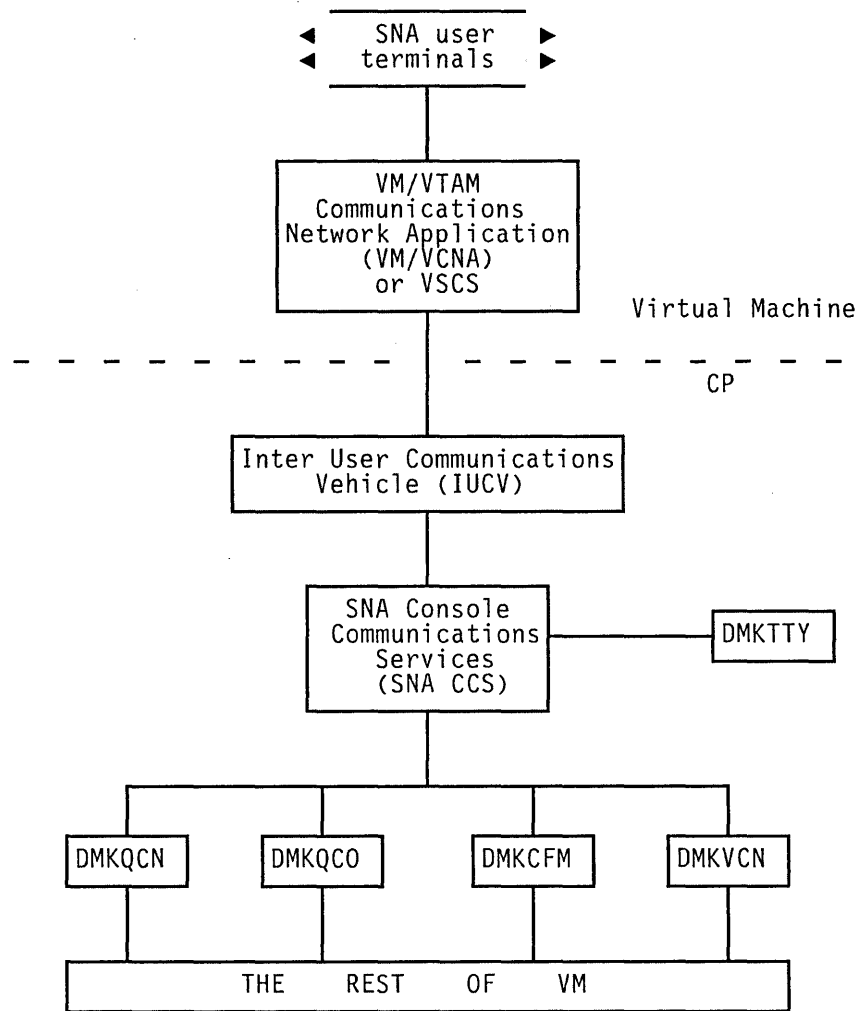 SNA user
terminals
VM/VTAM
Communications
Network Application
(VM/VCNA)
or VSCS
Virtual Machine
CP
Inter User Communications
Vehicle (IUCV)
SNA Console
Communications
Services
(SNA CCS)
DMKTTY
DMKQCN
DMKQCO
DMKCFM
DMKVCN
THE REST OF VM